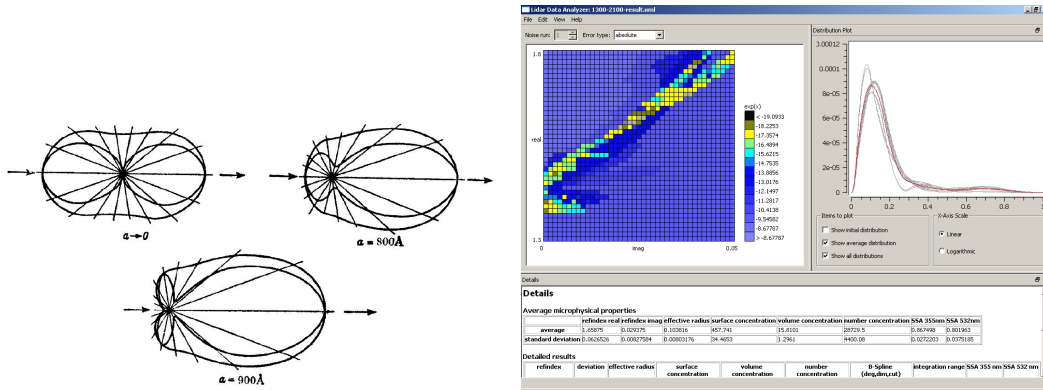 a→0
a = 800Å
a = 900Å
Lidar Data Analyzer: 1300-2100-result.xml
File Edit View Help
Noise run: 1 Error type: absolute
1.8
real
1.3
0 imag 0.05
exp(x)
< -19.0933
-18.2253
-17.3574
-16.4894
-15.6215
-14.7535
-13.8856
-13.0176
-12.1497
-11.2817
-10.4138
-9.54582
-8.67787
> -8.67787
Distribution Plot
0.00012
0.0001
8e-05
6e-05
4e-05
2e-05
0
0 0.2 0.4 0.6 0.8 1
Items to plot
Show initial distribution
Show average distribution
Show all distributions
X-Axis Scale
Linear
Logarithmic
Details
Details
Average microphysical properties
refindex real refindex imag effective radius surface concentration volume concentration number concentration SSA 355nm SSA 532nm
average 1.65875 0.029375 0.103816 457.741 15.8101 28729.5 0.867498 0.801963
standard deviation 0.0626526 0.00827584 0.00803176 34.4653 1.2961 4400.08 0.0272203 0.0375185
Detailed results
refindex deviation effective radius surface concentration volume concentration number concentration B-Spline (deg,dim,cut) integration range SSA 355 nm SSA 532 nm